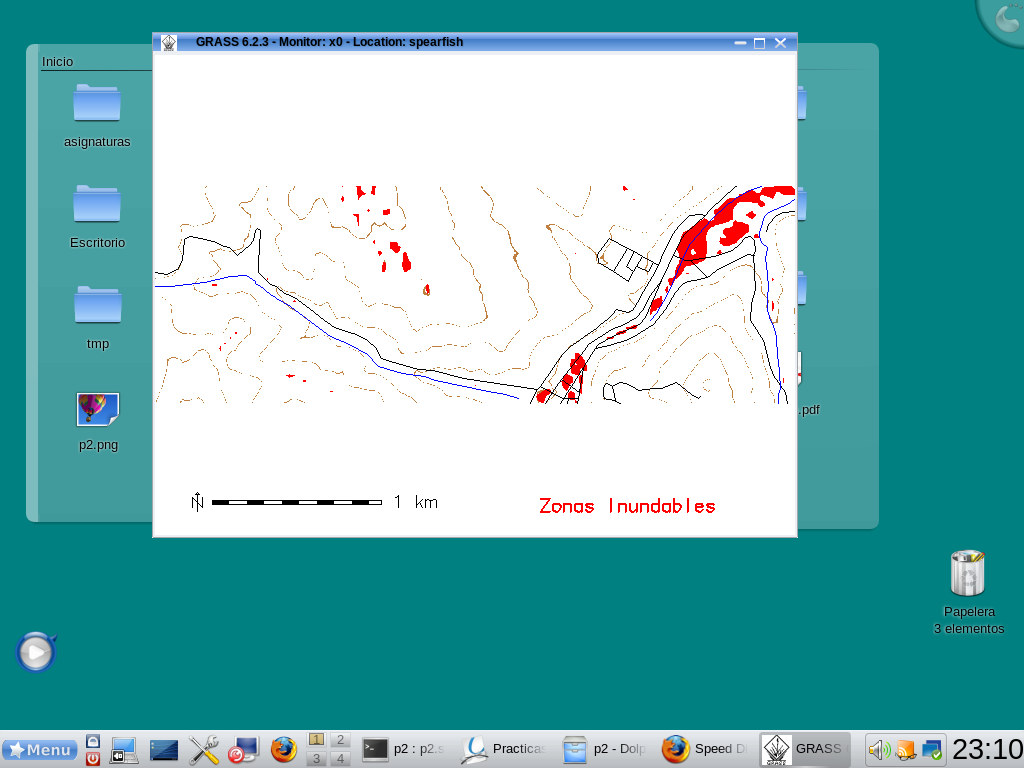 GRASS 6.2.3 - Monitor: x0 - Location: spearfish
Inicio
asignaturas
Escritorio
tmp
p2.png
.pdf
N
1 km
Zonas Inundables
Papelera
3 elementos
Menu
1 2
3 4
p2 : p2.s
Practicas
p2 - Dolp
Speed D
GRASS
23:10